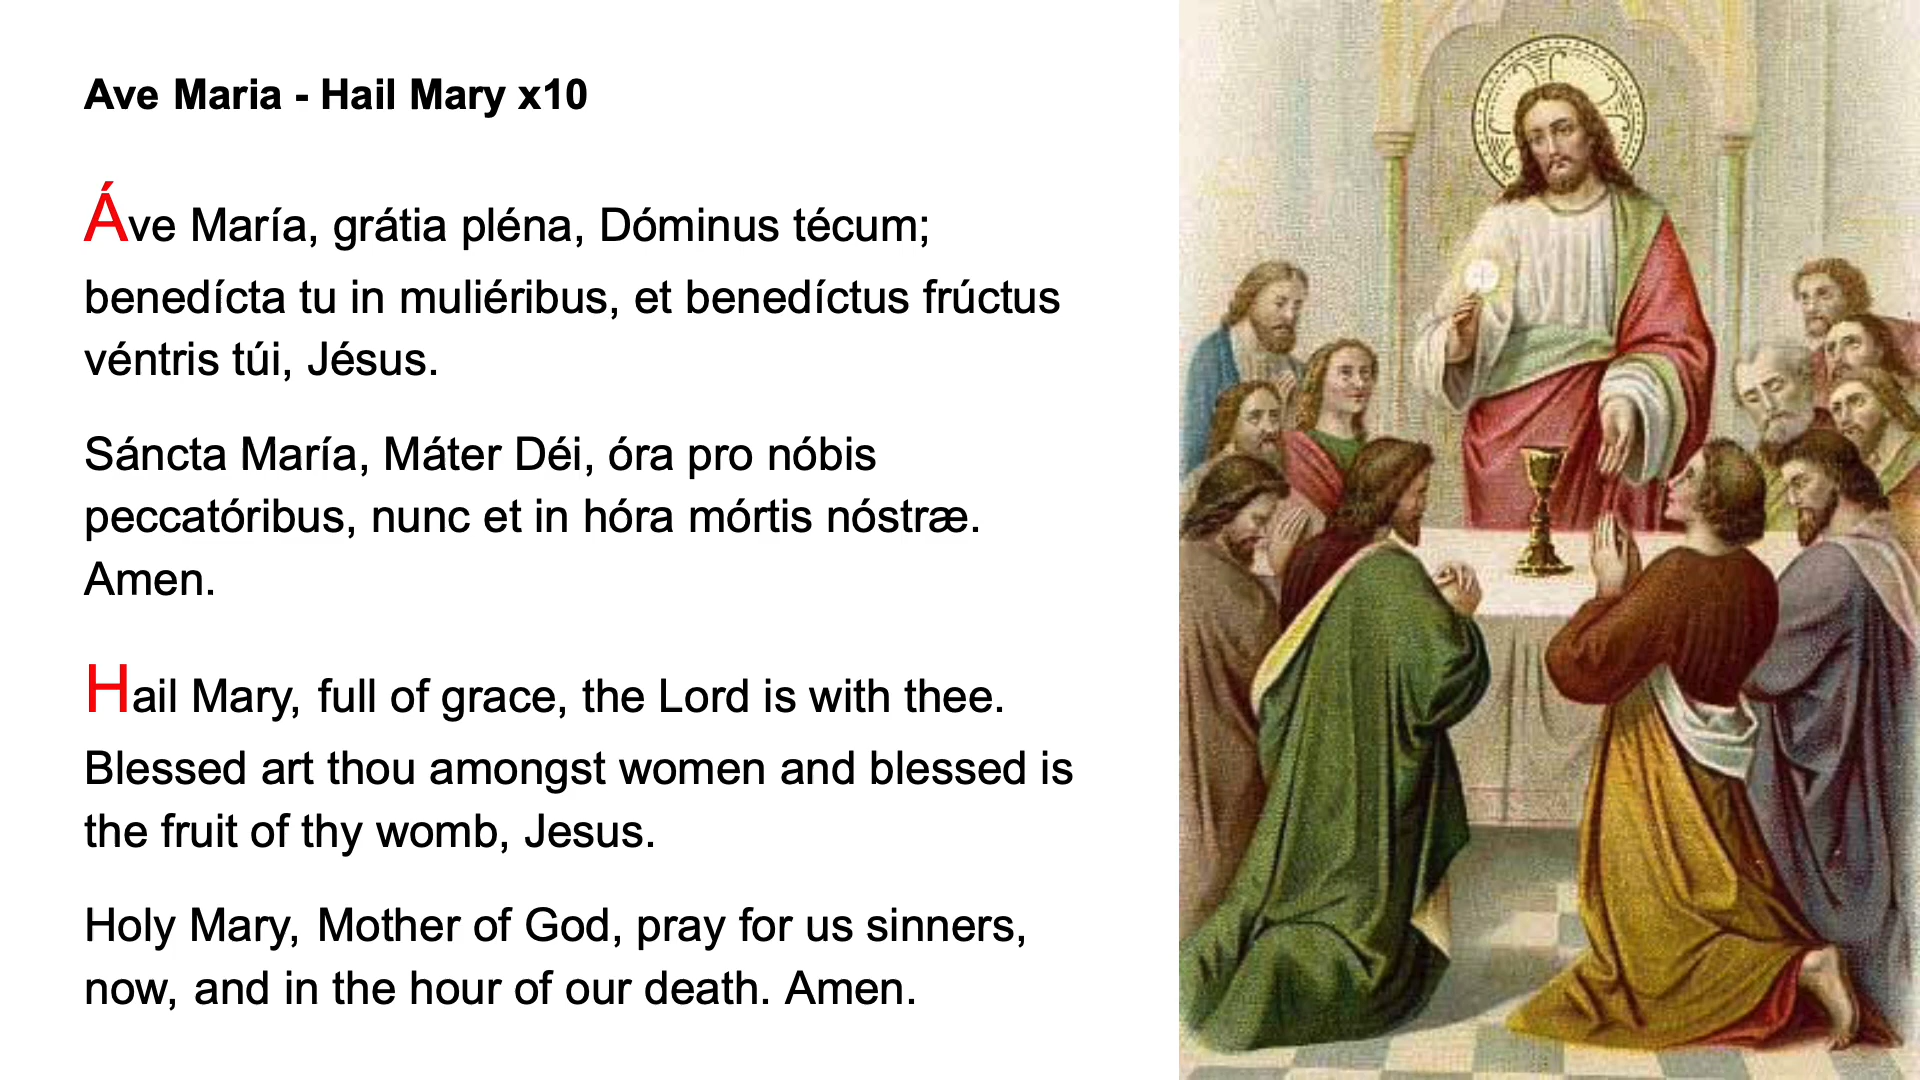 Ave Maria - Hail Mary x10
Áve María, grátia pléna, Dóminus técum;
benedícta tu in muliéribus, et benedíctus frúctus
véntris túi, Jésus.
Sáncta María, Máter Déi, óra pro nóbis
peccatóribus, nunc et in hóra mórtis nóstræ.
Amen.
Hail Mary, full of grace, the Lord is with thee.
Blessed art thou amongst women and blessed is
the fruit of thy womb, Jesus.
Holy Mary, Mother of God, pray for us sinners,
now, and in the hour of our death. Amen.